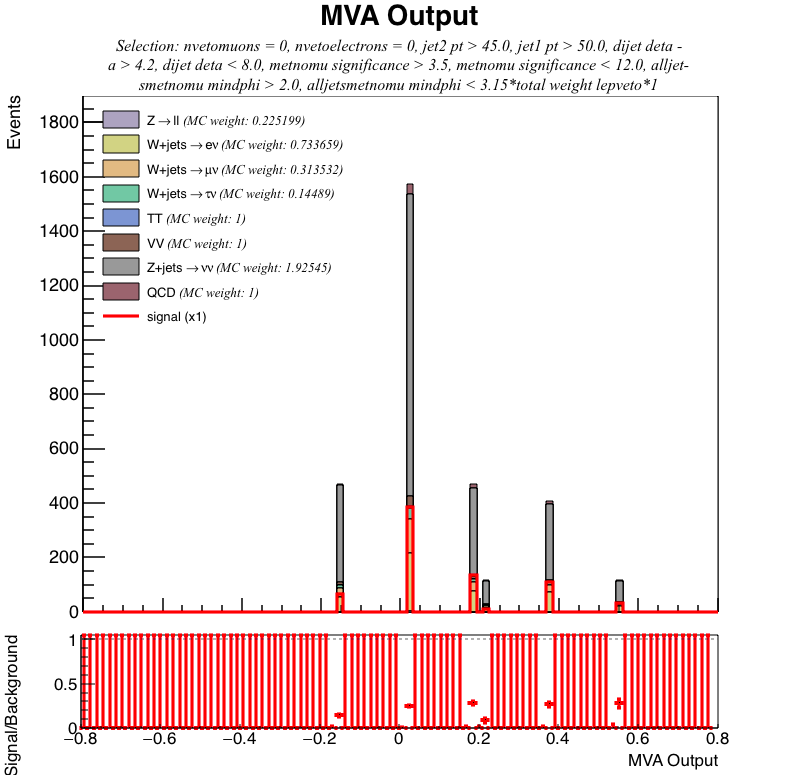 MVA Output
Selection: nvetomuons = 0, nvetoelectrons = 0, jet2 pt > 45.0, jet1 pt > 50.0, dijet deta -
a > 4.2, dijet deta < 8.0, metnomu significance > 3.5, metnomu significance < 12.0, alljet-
smetnomu mindphi > 2.0, alljetsmetnomu mindphi < 3.15*total weight lepveto*1
Events
1800
1600
1400
1200
1000
800
600
400
200
0
Z→ll (MC weight: 0.225199)
W+jets→eν (MC weight: 0.733659)
W+jets→μν (MC weight: 0.313532)
W+jets→τν (MC weight: 0.14489)
TT (MC weight: 1)
VV (MC weight: 1)
Z+jets→νν (MC weight: 1.92545)
QCD (MC weight: 1)
signal (x1)
Signal/Background
1
0.5
0
−0.8 −0.6 −0.4 −0.2 0 0.2 0.4 0.6 0.8
MVA Output